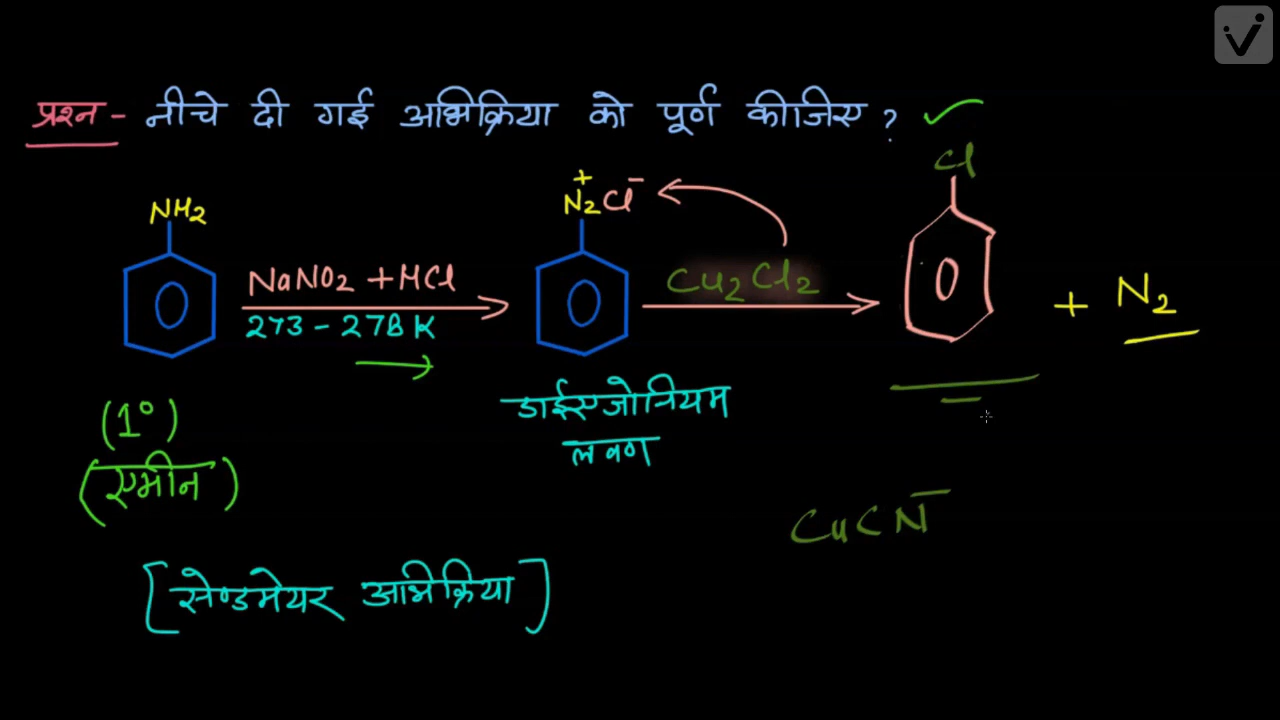 प्रश्न- नीचे दी गई अभिक्रिया को पूर्ण कीजिए ?
Cl
NH2
N2+ Cl-
NaNO2 + HCl
Cu2Cl2
273 - 278 K
+ N2
डाईएजोनियम
लवण
(1°)
(एमीन)
CuCN
[सेण्डमेयर अभिक्रिया]